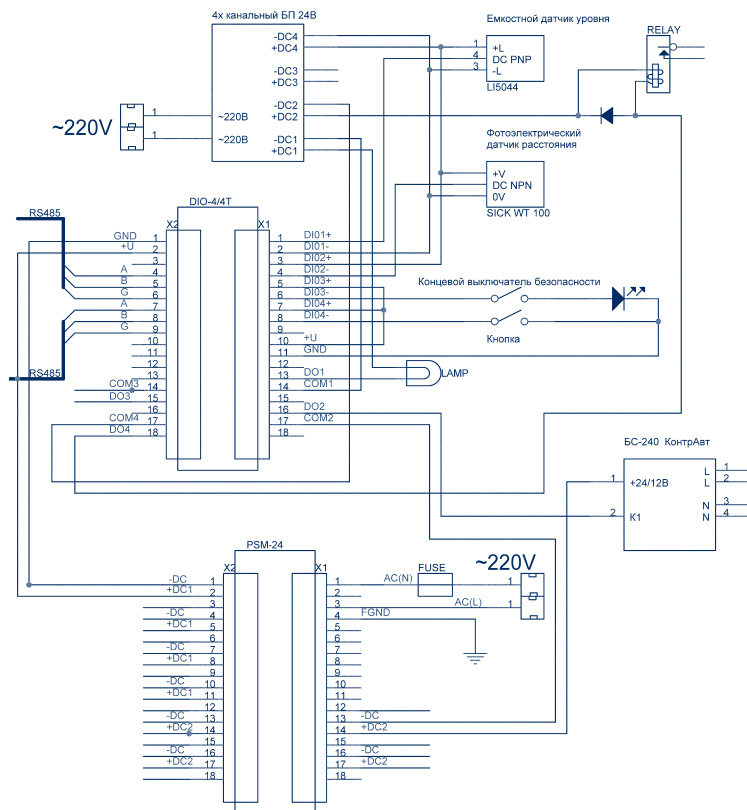 4х канальный БП 24В
-DC4
+DC4
-DC3
+DC3
-DC2
~220В +DC2
~220В -DC1
+DC1
~220V
1
1
Емкостной датчик уровня
1 +L
4 DC PNP
3 -L
LI5044
RELAY
Фотоэлектрический
датчик расстояния
+V
DC NPN
0V
SICK WT 100
DIO-4/4T
X2 X1
RS485
GND 1
+U 2
3
A 4
B 5
G 6
A 7
B 8
G 9
10
11
12
13
COM3 14
DO3 15
16
COM4 17
DO4 18
RS485
1 DI01+
2 DI01-
3 DI02+
4 DI02-
5 DI03+
6 DI03-
7 DI04+
8 DI04-
9
10 +U
11 GND
12
13 DO1
14 COM1
15
16 DO2
17 COM2
18
Концевой выключатель безопасности
Кнопка
LAMP
БС-240 КонтрАвт
1 +24/12В
2 К1
L 1
L 2
N 3
N 4
PSM-24
X2 X1
-DC 1
+DC1 2
3
-DC 4
+DC1 5
6
-DC 7
+DC1 8
9
-DC 10
+DC1 11
12
-DC 13
+DC2 14
15
-DC 16
+DC2 17
18
1 AC(N)
2
3 AC(L)
4 FGND
5
6
7
8
9
10
11
12
13 -DC
14 +DC2
15
16 -DC
17 +DC2
18
FUSE
~220V
1
1